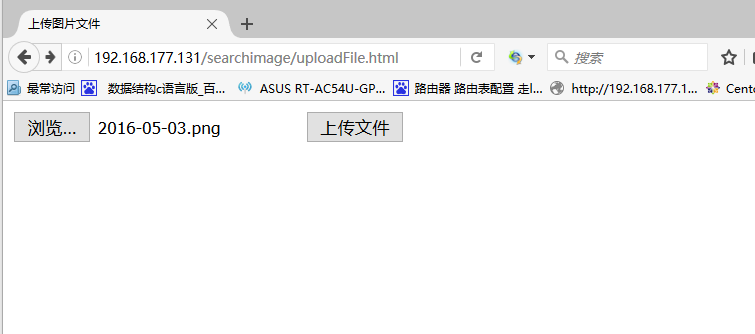 上传图片文件
192.168.177.131/searchimage/uploadFile.html
搜索
最常访问 数据结构c语言版_百... ASUS RT-AC54U-GP... 路由器 路由表配置 走l... http://192.168.177.1... Cento
浏览... 2016-05-03.png 上传文件